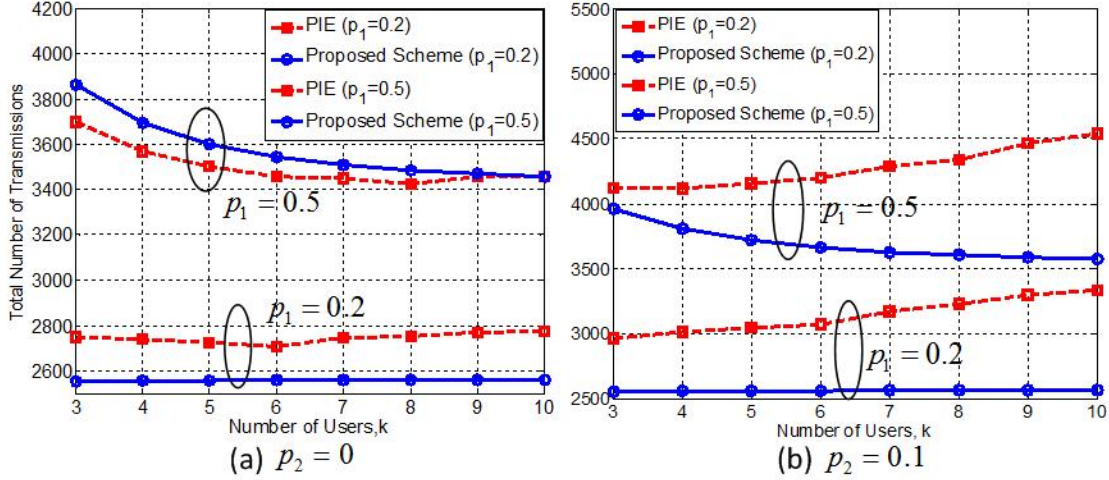 4200
4000
3800
3600
3400
3200
3000
2800
2600
Total Number of Transmissions
PIE (p1=0.2)
Proposed Scheme (p1=0.2)
PIE (p1=0.5)
Proposed Scheme (p1=0.5)
p1 = 0.5
p1 = 0.2
3 4 5 6 7 8 9 10
Number of Users,k
(a) p2 = 0
5500
5000
4500
4000
3500
3000
2500
PIE (p1=0.2)
Proposed Scheme (p1=0.2)
PIE (p1=0.5)
Proposed Scheme (p1=0.5)
p1 = 0.5
p1 = 0.2
3 4 5 6 7 8 9 10
Number of Users, k
(b) p2 = 0.1